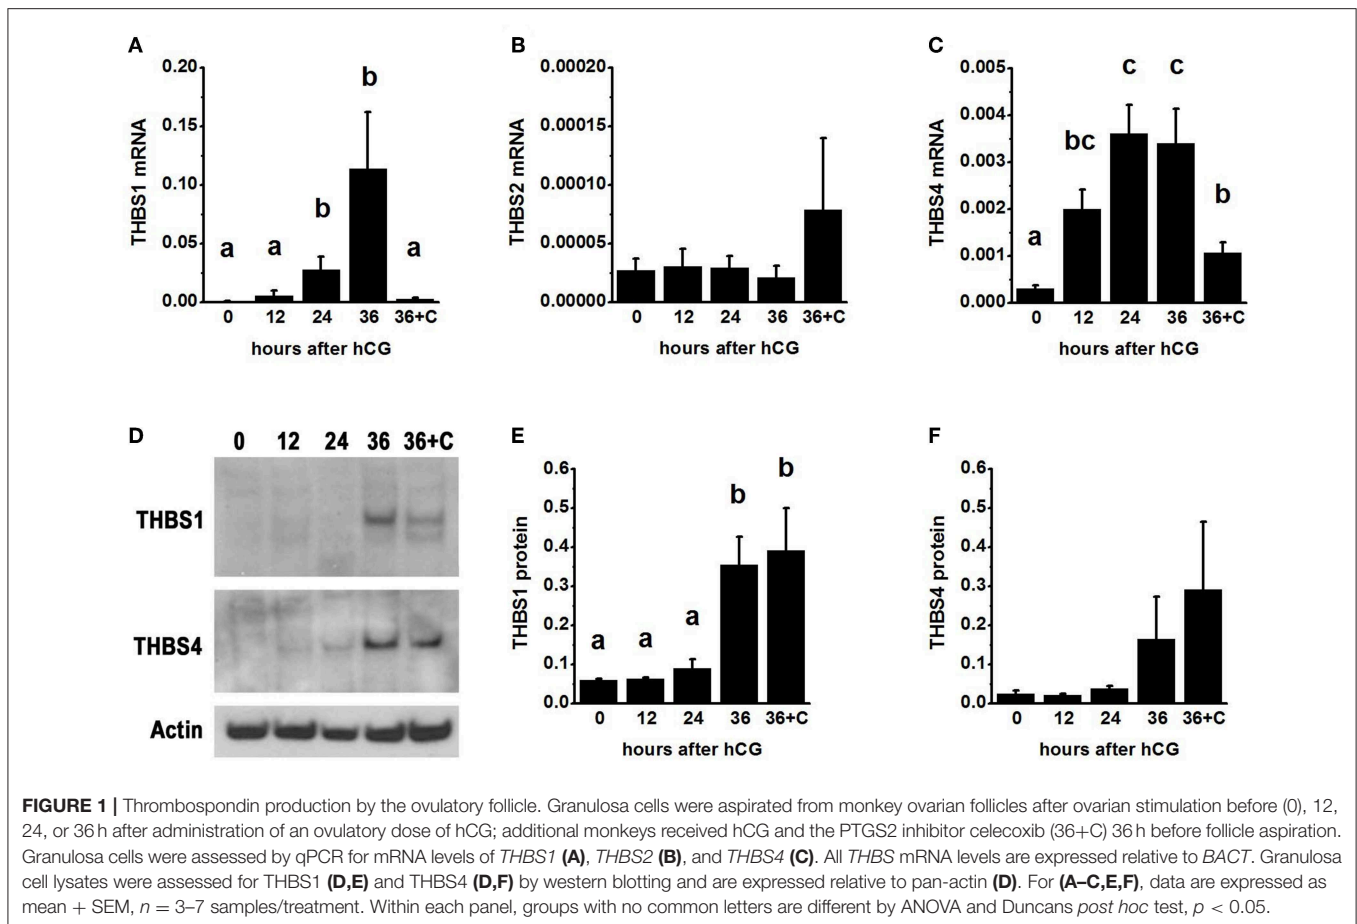 A
0.20
0.15
0.10
0.05
0.00
THBS1 mRNA
a
a
b
b
a
0 12 24 36 36+C
hours after hCG
B
0.00020
0.00015
0.00010
0.00005
0.00000
THBS2 mRNA
0 12 24 36 36+C
hours after hCG
C
0.005
0.004
0.003
0.002
0.001
0.000
THBS4 mRNA
a
bc
c
c
b
0 12 24 36 36+C
hours after hCG
D
0 12 24 36 36+C
THBS1
THBS4
Actin
E
0.6
0.5
0.4
0.3
0.2
0.1
0.0
THBS1 protein
a
a
a
b
b
0 12 24 36 36+C
hours after hCG
F
0.6
0.5
0.4
0.3
0.2
0.1
0.0
THBS4 protein
0 12 24 36 36+C
hours after hCG
FIGURE 1 | Thrombospondin production by the ovulatory follicle. Granulosa cells were aspirated from monkey ovarian follicles after ovarian stimulation before (0), 12,
24, or 36 h after administration of an ovulatory dose of hCG; additional monkeys received hCG and the PTGS2 inhibitor celecoxib (36+C) 36 h before follicle aspiration.
Granulosa cells were assessed by qPCR for mRNA levels of THBS1 (A), THBS2 (B), and THBS4 (C). All THBS mRNA levels are expressed relative to BACT. Granulosa
cell lysates were assessed for THBS1 (D,E) and THBS4 (D,F) by western blotting and are expressed relative to pan-actin (D). For (A–C,E,F), data are expressed as
mean + SEM, n = 3–7 samples/treatment. Within each panel, groups with no common letters are different by ANOVA and Duncans post hoc test, p < 0.05.